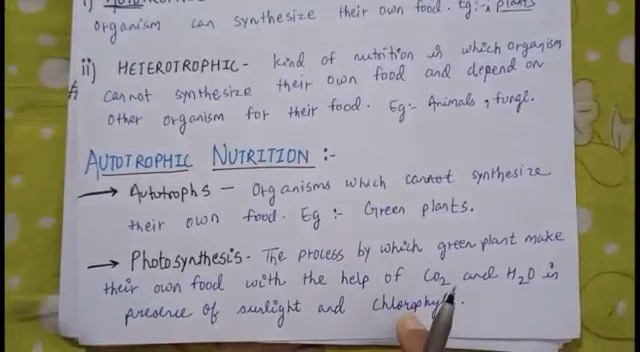 i) AUTOTROPHIC
organism can synthesize their own food. Eg:- plants
ii) HETEROTROPHIC - kind of nutrition in which organism
cannot synthesize their own food and depend on
other organism for their food. Eg:- Animals, fungi.
AUTOTROPHIC NUTRITION :-
→ Autotrophs - Organisms which cannot synthesize
their own food. Eg :- Green plants.
→ Photosynthesis - The process by which green plant make
their own food with the help of CO2 and H2O in
presence of sunlight and chlorophyll.